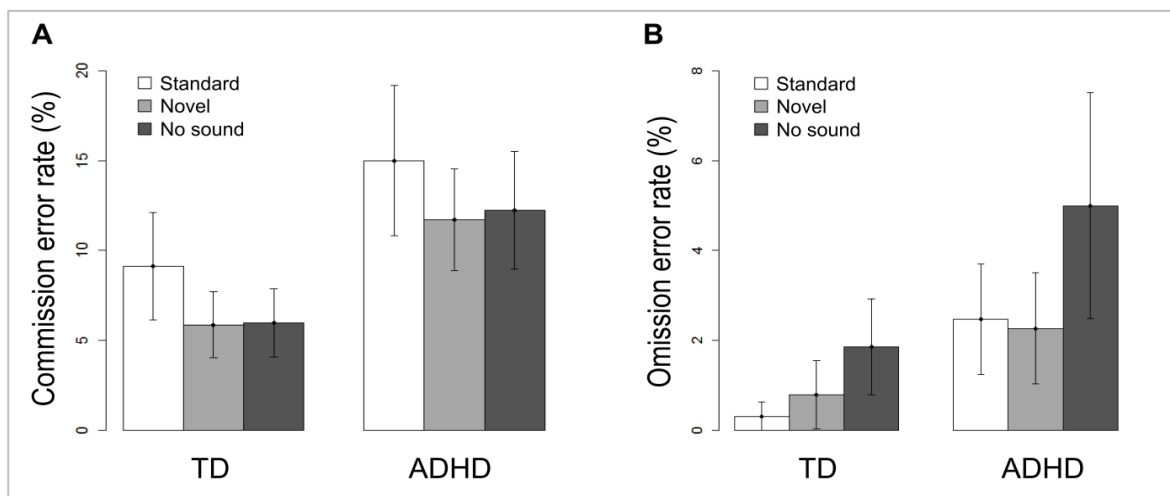 A
Commission error rate (%)
20
15
10
5
0
Standard
Novel
No sound
TD ADHD
B
Omission error rate (%)
8
6
4
2
0
Standard
Novel
No sound
TD ADHD